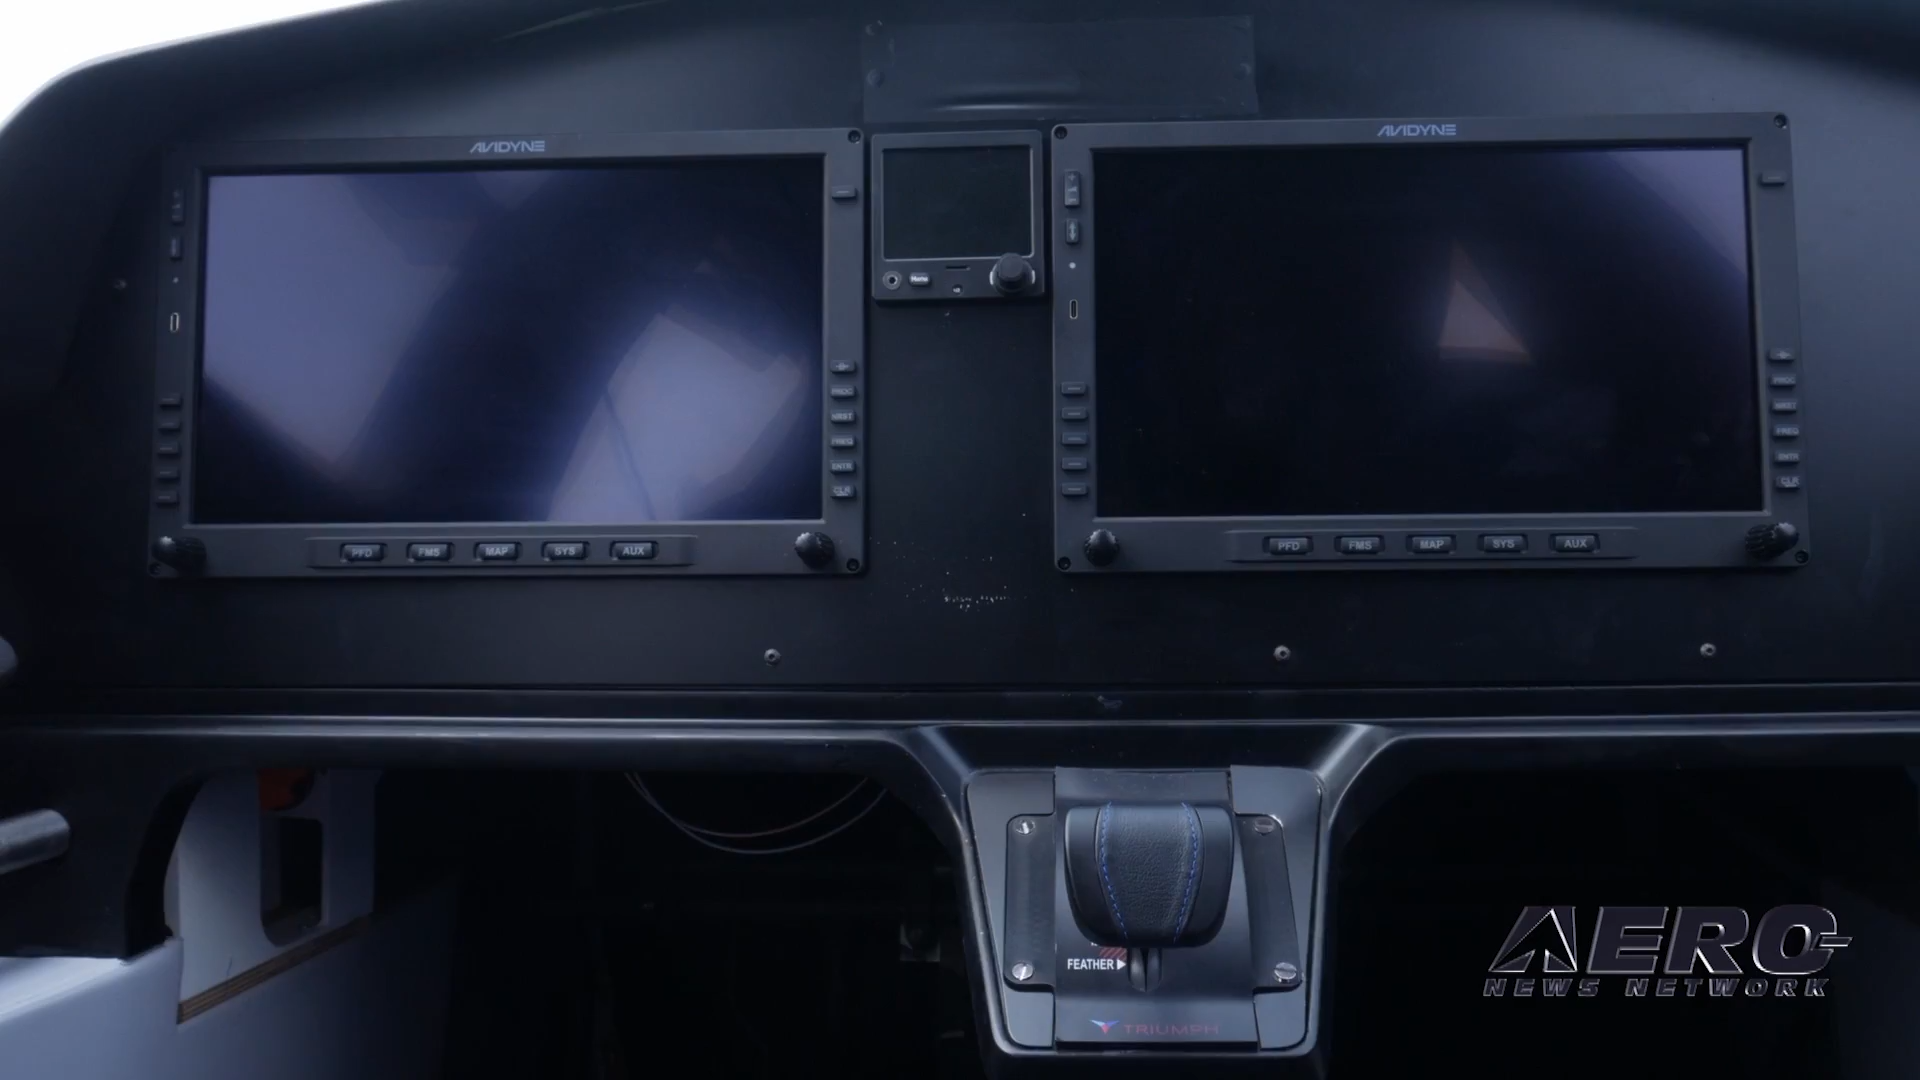 AVIDYNE
AVIDYNE
Menu
PROC
NRST
FREQ
ENTR
CLR
PROC
NRST
FREQ
ENTR
CLR
PFD FMS MAP SYS AUX
PFD FMS MAP SYS AUX
FEATHER
TRIUMPH
AERO
NEWS NETWORK